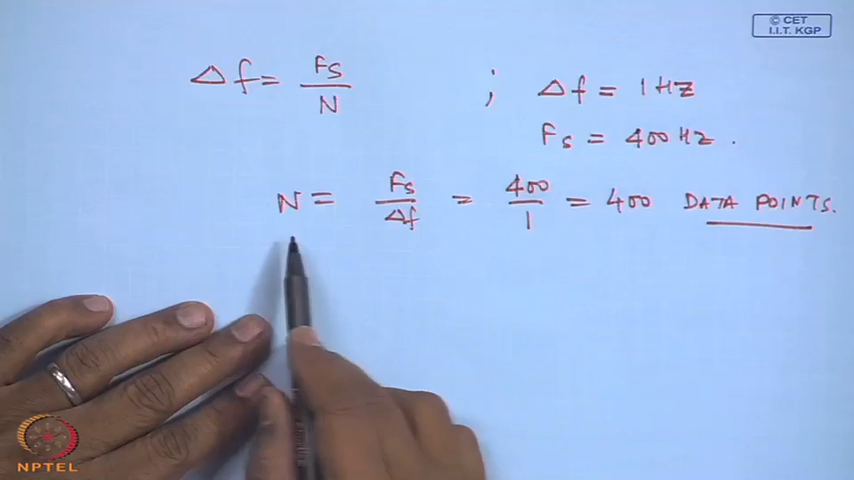 © CET
I.I.T. KGP
Δf = Fs / N ; Δf = 1 Hz
Fs = 400 Hz .
N = Fs / Δf = 400 / 1 = 400 DATA POINTS.
NPTEL